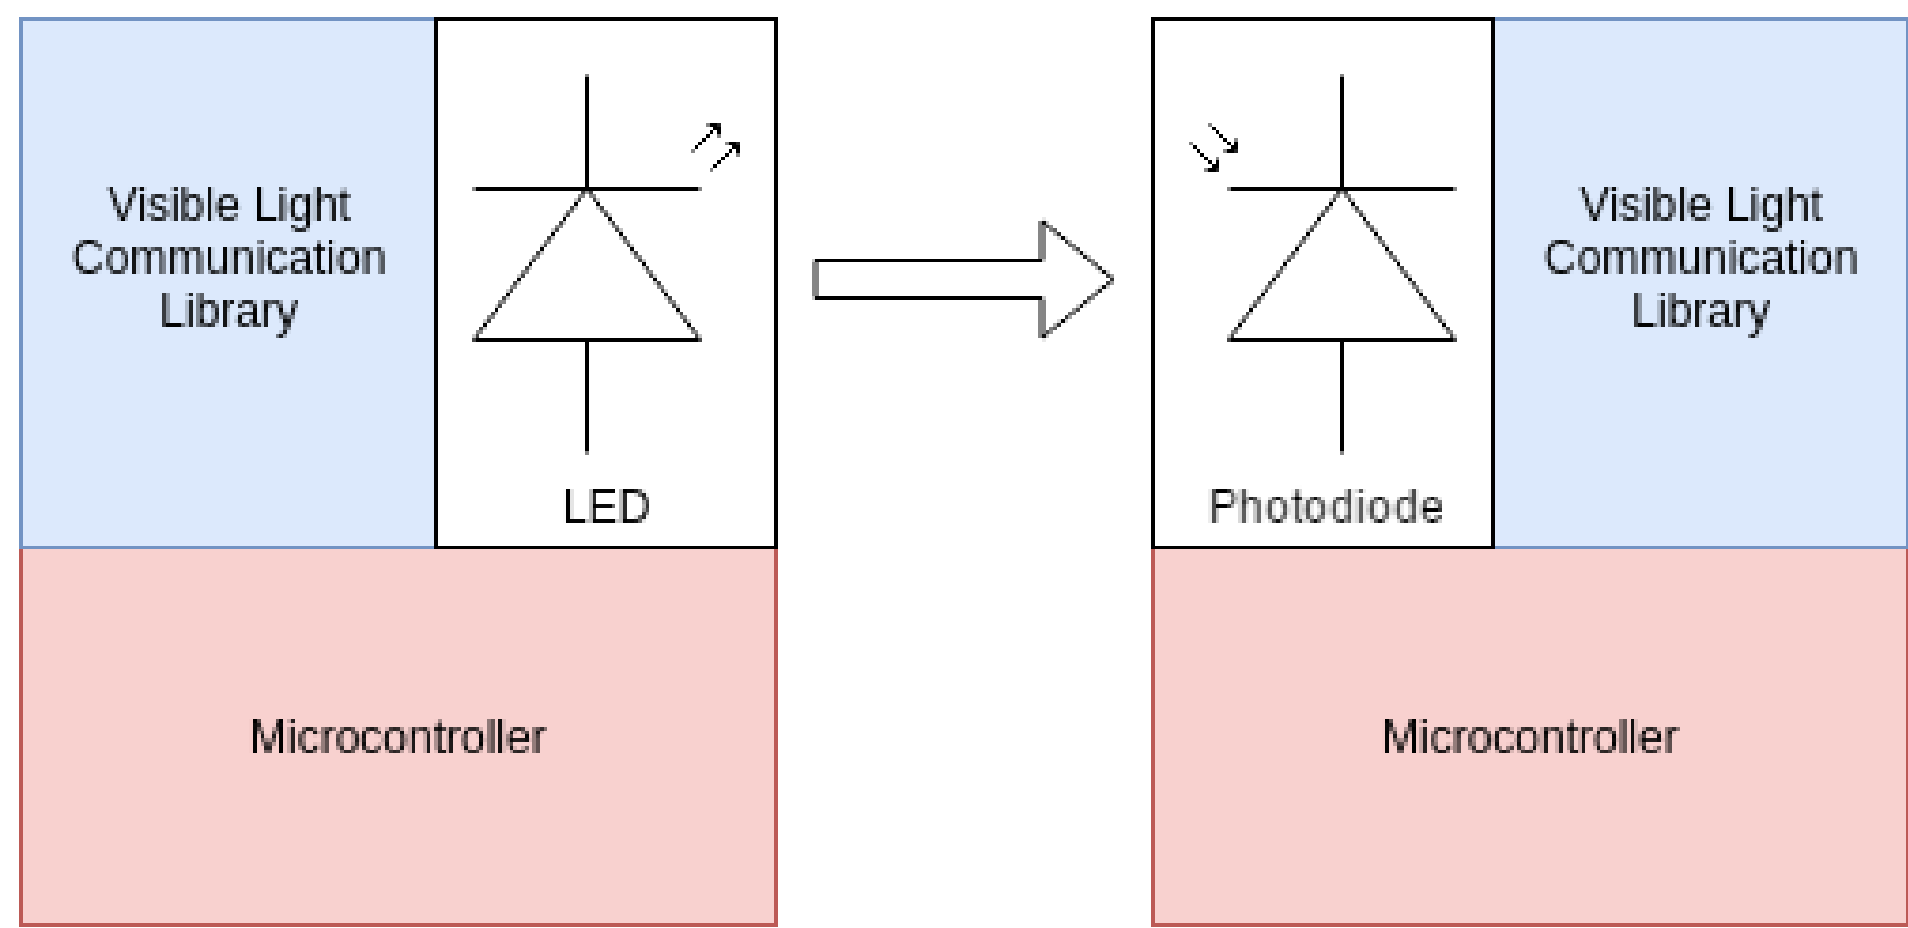 Visible Light
Communication
Library
LED
Microcontroller
Photodiode
Visible Light
Communication
Library
Microcontroller